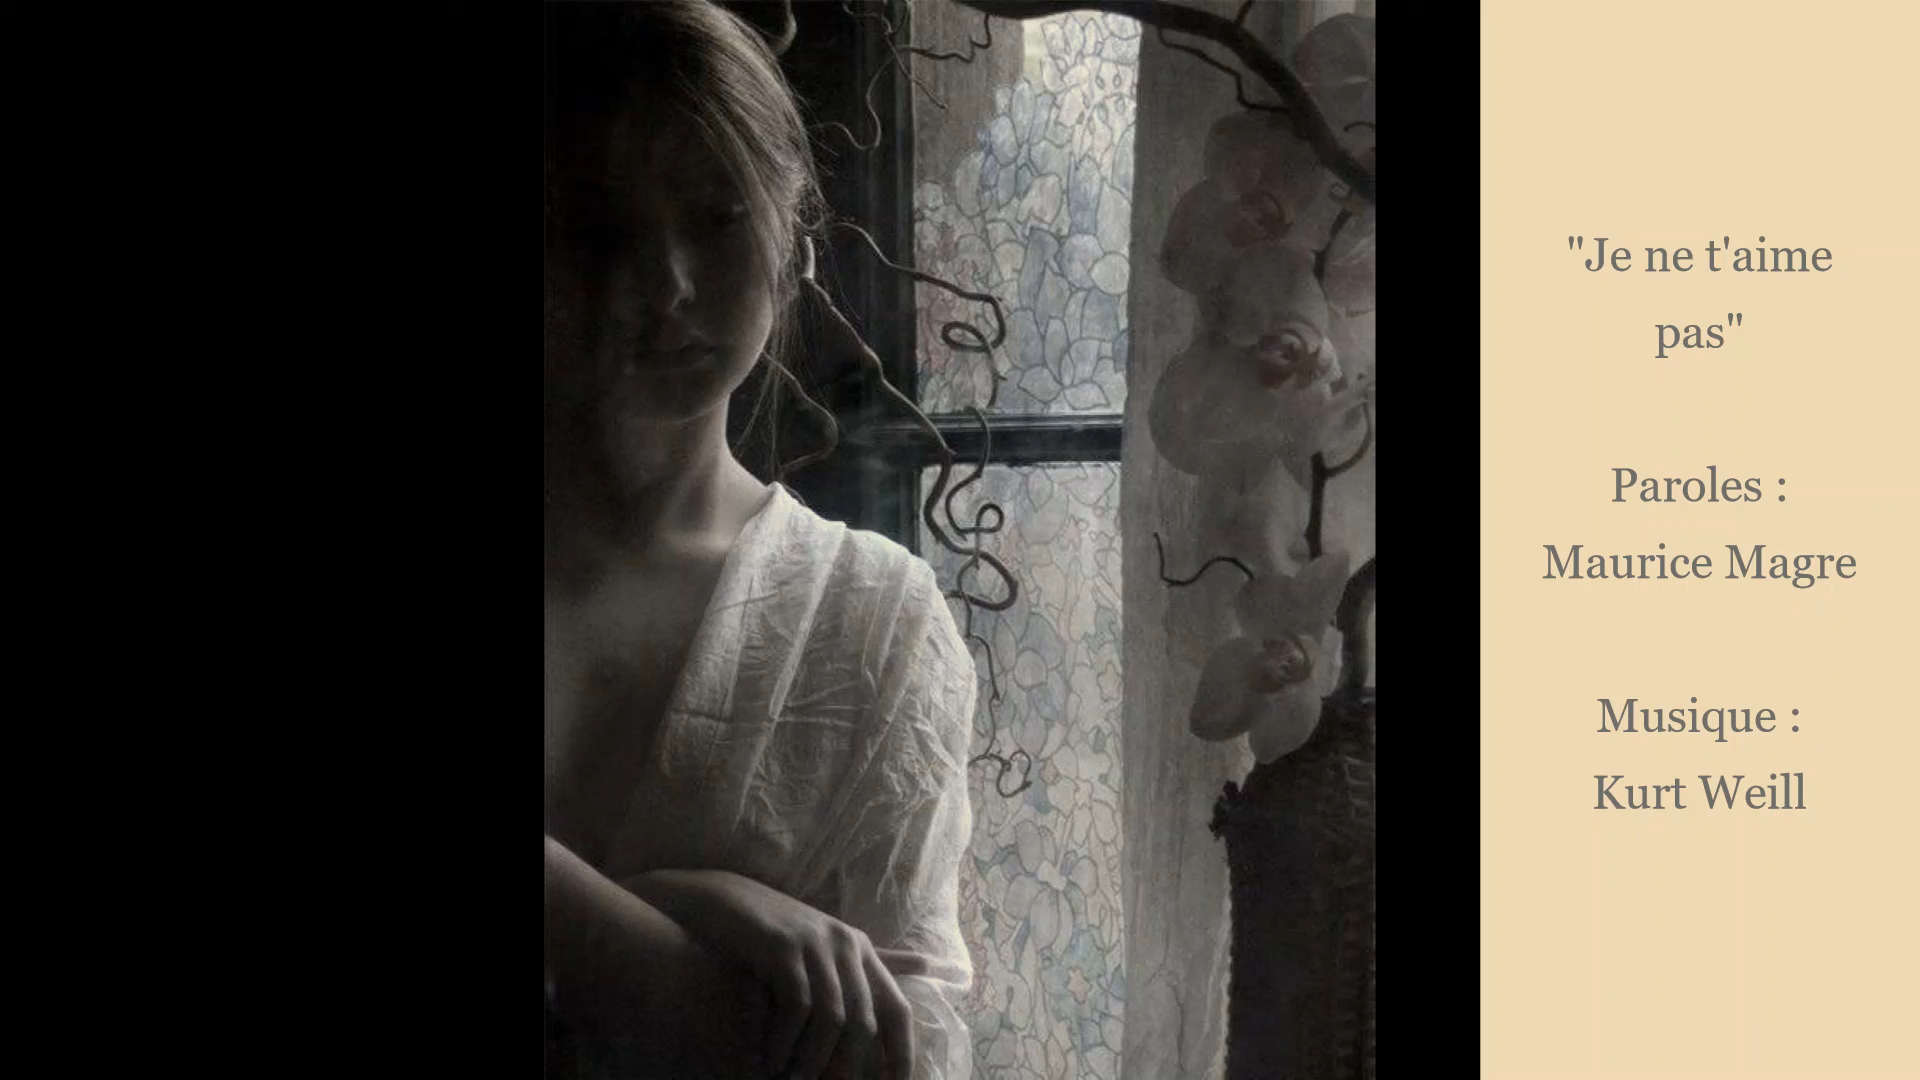 "Je ne t'aime
pas"
Paroles :
Maurice Magre
Musique :
Kurt Weill